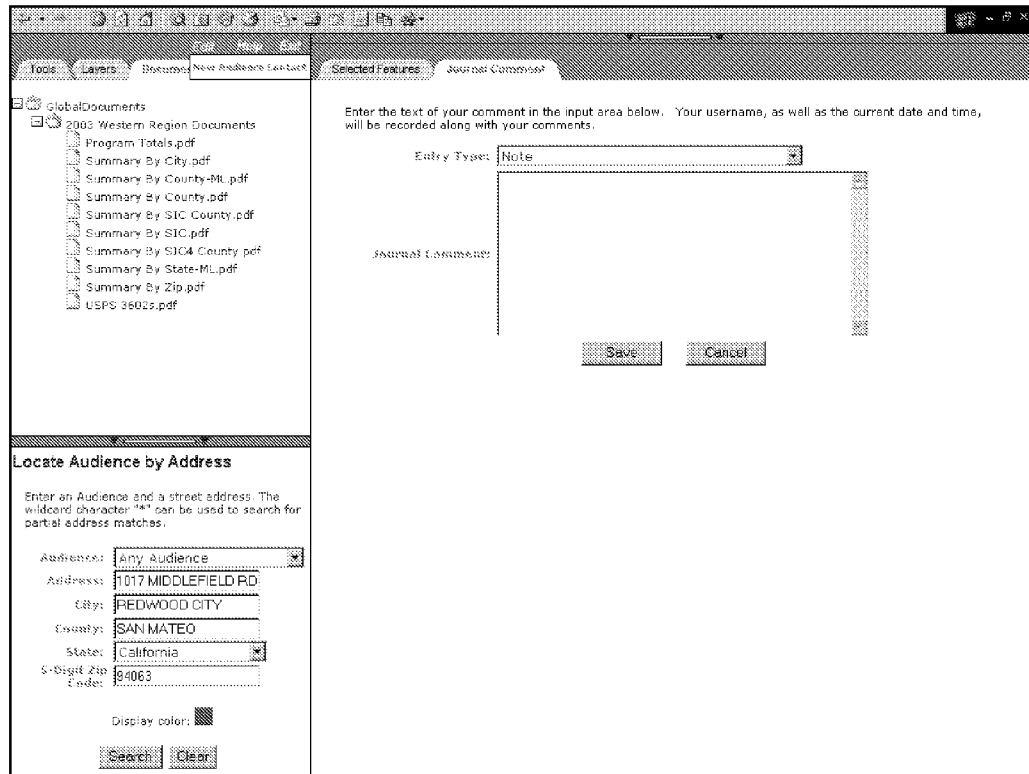 Edit Help Exit
Tools Layers Documen New Audience Contact
Selected Features Journal Comment
GlobalDocuments
2003 Western Region Documents
Program Totals.pdf
Summary By City.pdf
Summary By County-ML.pdf
Summary By County.pdf
Summary By SIC County.pdf
Summary By SIC.pdf
Summary By SIC4 County.pdf
Summary By State-ML.pdf
Summary By Zip.pdf
USPS 3602s.pdf
Enter the text of your comment in the input area below. Your username, as well as the current date and time,
will be recorded along with your comments.
Entry Type: Note
Journal Comment:
Save Cancel
Locate Audience by Address
Enter an Audience and a street address. The
wildcard character "*" can be used to search for
partial address matches.
Audience: Any Audience
Address: 1017 MIDDLEFIELD RD
City: REDWOOD CITY
County: SAN MATEO
State: California
5-Digit Zip
Code: 94063
Display color:
Search Clear